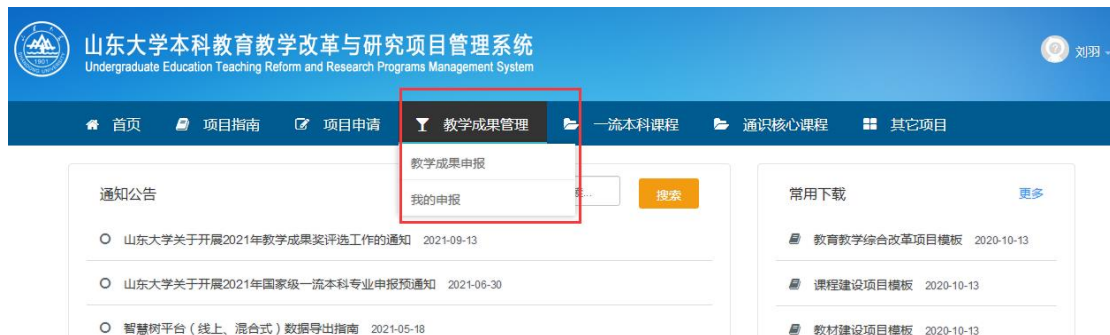 山东大学本科教育教学改革与研究项目管理系统
Undergraduate Education Teaching Reform and Research Programs Management System
刘羽
首页 项目指南 项目申请 教学成果管理 一流本科课程 通识核心课程 其它项目
教学成果申报
我的申报
通知公告
搜索
常用下载 更多
山东大学关于开展2021年教学成果奖评选工作的通知 2021-09-13
教育教学综合改革项目模板 2020-10-13
山东大学关于开展2021年国家级一流本科专业申报预通知 2021-06-30
课程建设项目模板 2020-10-13
智慧树平台（线上、混合式）数据导出指南 2021-05-18
教材建设项目模板 2020-10-13